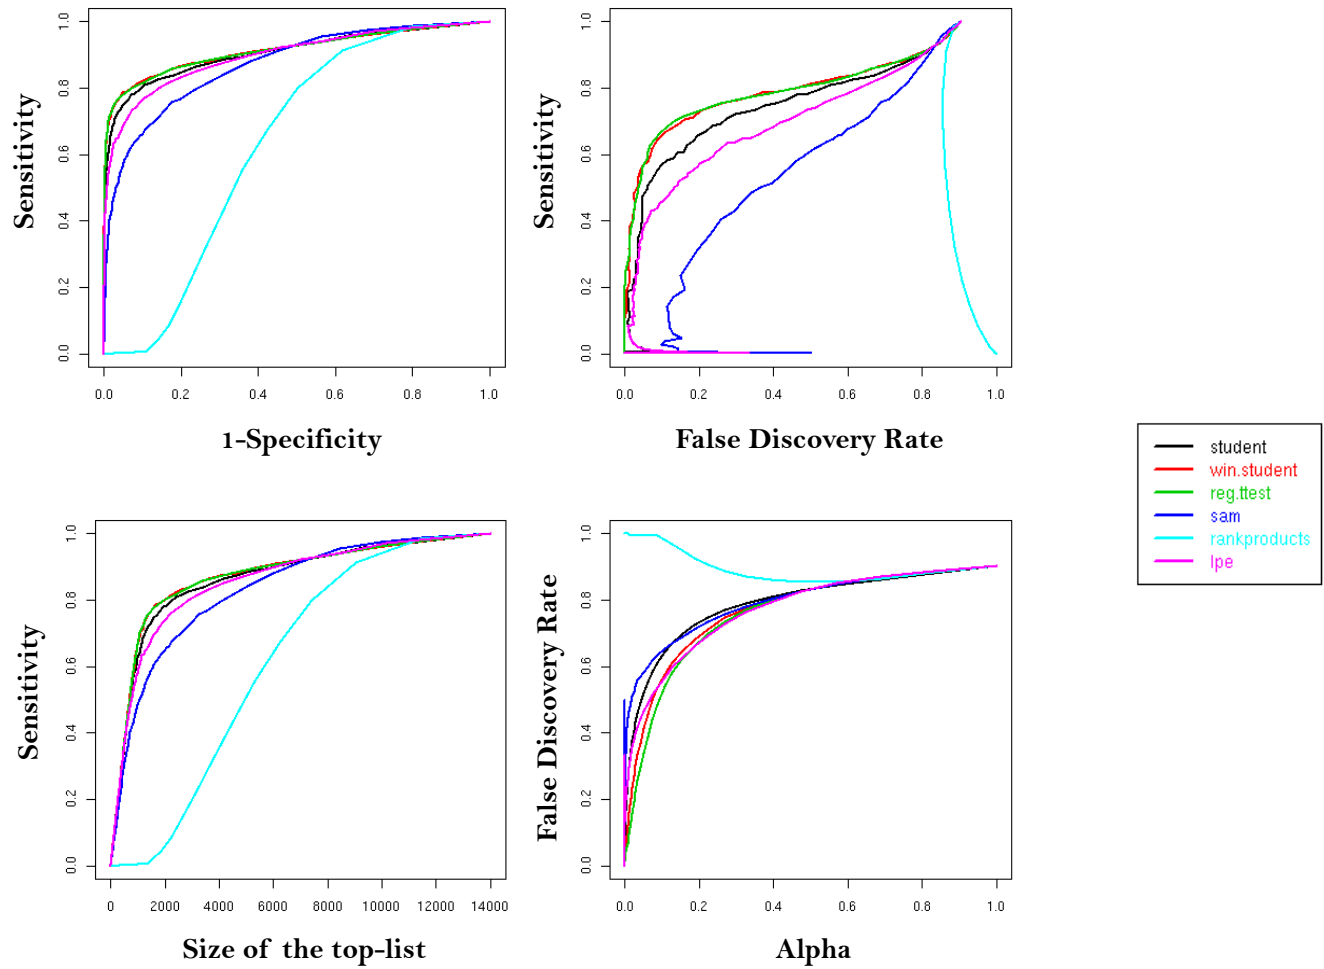 1.0
0.8
0.6
0.4
0.2
0.0
Sensitivity
0.0 0.2 0.4 0.6 0.8 1.0
1-Specificity
1.0
0.8
0.6
0.4
0.2
0.0
Sensitivity
0.0 0.2 0.4 0.6 0.8 1.0
False Discovery Rate
student
win.student
reg.ttest
sam
rankproducts
lpe
1.0
0.8
0.6
0.4
0.2
0.0
Sensitivity
0 2000 4000 6000 8000 10000 12000 14000
Size of the top-list
1.0
0.8
0.6
0.4
0.2
0.0
False Discovery Rate
0.0 0.2 0.4 0.6 0.8 1.0
Alpha